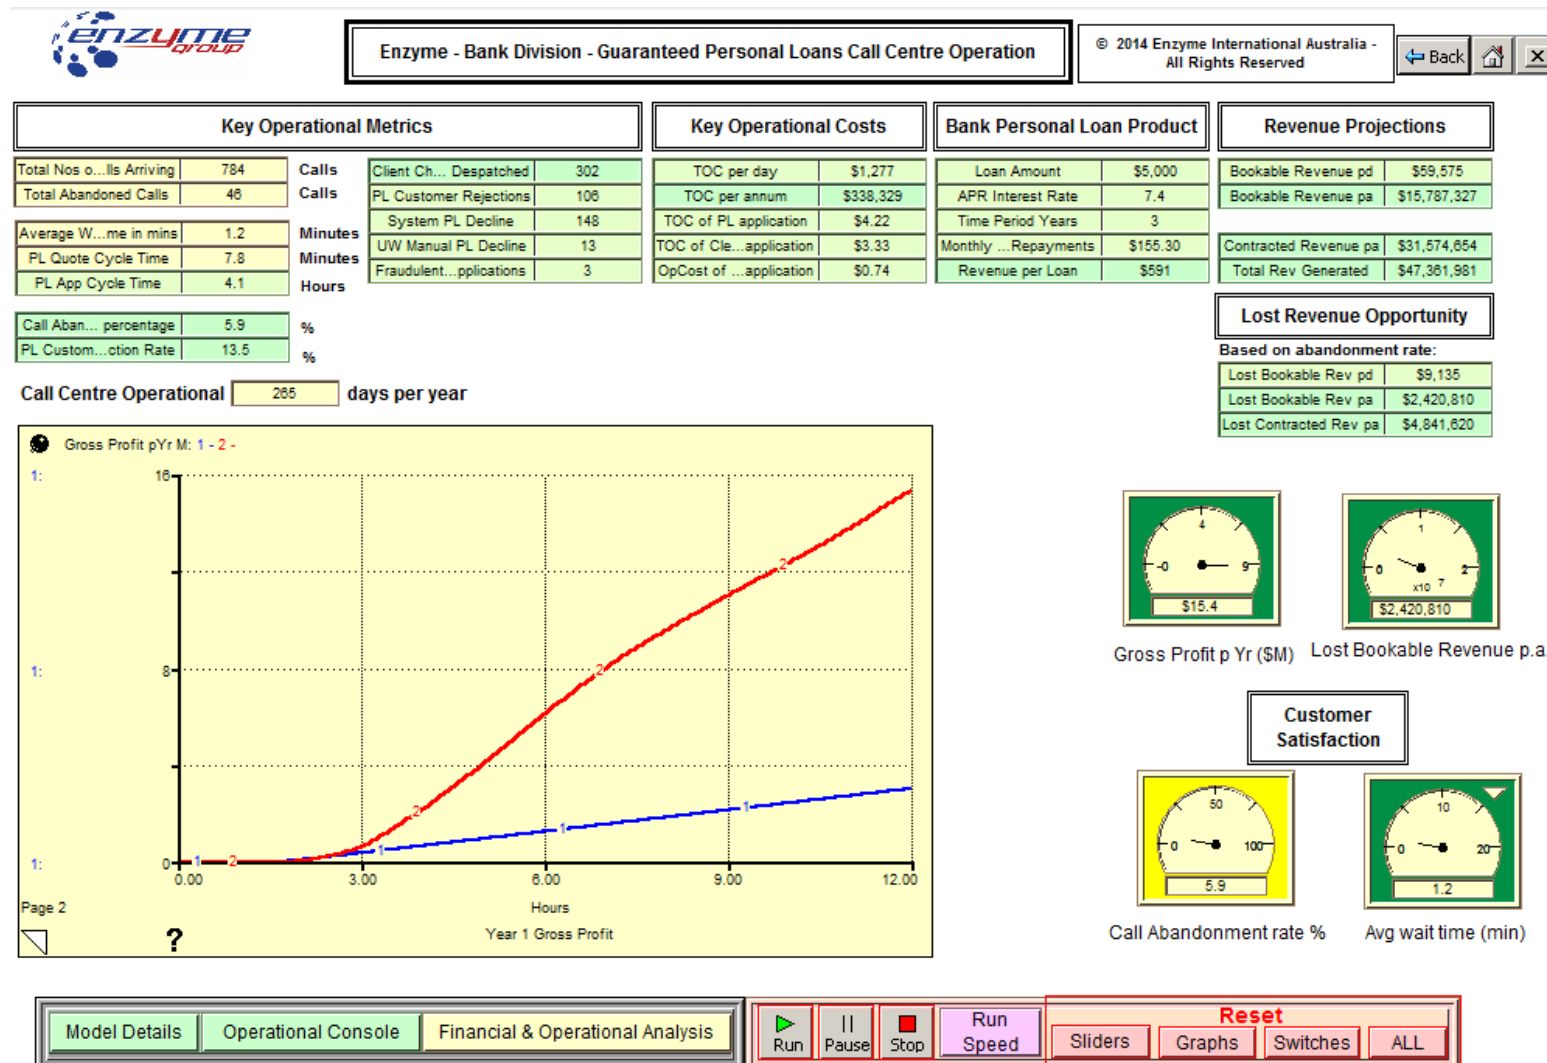 enzyme
group
Enzyme - Bank Division - Guaranteed Personal Loans Call Centre Operation
© 2014 Enzyme International Australia -
All Rights Reserved
Back
Key Operational Metrics
Key Operational Costs
Bank Personal Loan Product
Revenue Projections
Total Nos o...lls Arriving 784 Calls
Total Abandoned Calls 46 Calls
Average W...me in mins 1.2 Minutes
PL Quote Cycle Time 7.8 Minutes
PL App Cycle Time 4.1 Hours
Call Aban... percentage 5.9 %
PL Custom...ction Rate 13.5 %
Client Ch... Despatched 302
PL Customer Rejections 106
System PL Decline 148
UW Manual PL Decline 13
Fraudulent...pplications 3
TOC per day $1,277
TOC per annum $338,329
TOC of PL application $4.22
TOC of Cle...application $3.33
OpCost of ...application $0.74
Loan Amount $5,000
APR Interest Rate 7.4
Time Period Years 3
Monthly ...Repayments $155.30
Revenue per Loan $591
Bookable Revenue pd $59,575
Bookable Revenue pa $15,787,327
Contracted Revenue pa $31,574,654
Total Rev Generated $47,361,981
Lost Revenue Opportunity
Based on abandonment rate:
Lost Bookable Rev pd $9,135
Lost Bookable Rev pa $2,420,810
Lost Contracted Rev pa $4,841,620
Call Centre Operational 265 days per year
Gross Profit pYr M: 1 - 2 -
1: 16
1: 8
1: 0
1 1 1 1
2 2 2 2
0.00 3.00 6.00 9.00 12.00
Page 2
Hours
?
Year 1 Gross Profit
-0 4 9
$15.4
Gross Profit p Yr ($M)
0 1 2
x10 7
$2,420,810
Lost Bookable Revenue p.a.
Customer
Satisfaction
0 50 100
5.9
Call Abandonment rate %
0 10 20
1.2
Avg wait time (min)
Model Details
Operational Console
Financial & Operational Analysis
Run
Pause
Stop
Run
Speed
Reset
Sliders
Graphs
Switches
ALL